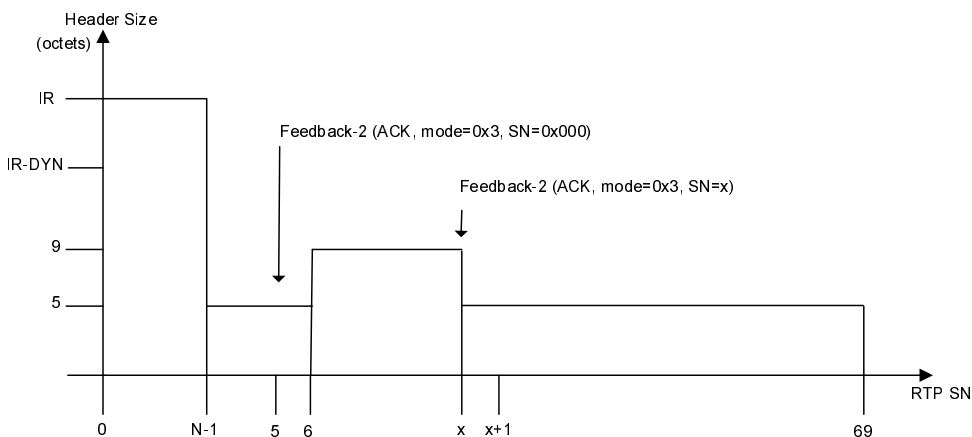 Header Size
(octets)
IR
Feedback-2 (ACK, mode=0x3, SN=0x000)
IR-DYN
Feedback-2 (ACK, mode=0x3, SN=x)
9
5
RTP SN
0
N-1
5
6
x
x+1
69